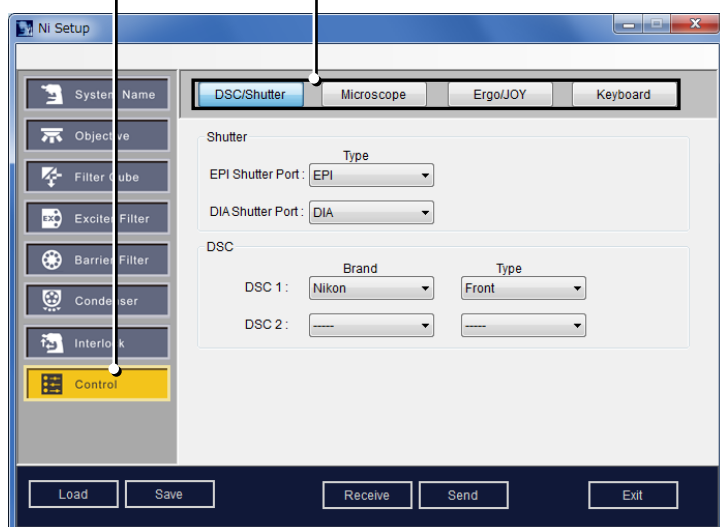 Ni Setup
System Name
Objective
Filter Cube
Exciter Filter
Barrier Filter
Condenser
Interlock
Control
DSC/Shutter Microscope Ergo/JOY Keyboard
Shutter
Type
EPI Shutter Port : EPI
DIA Shutter Port : DIA
DSC
Brand Type
DSC 1 : Nikon Front
DSC 2 : ----- -----
Load Save Receive Send Exit